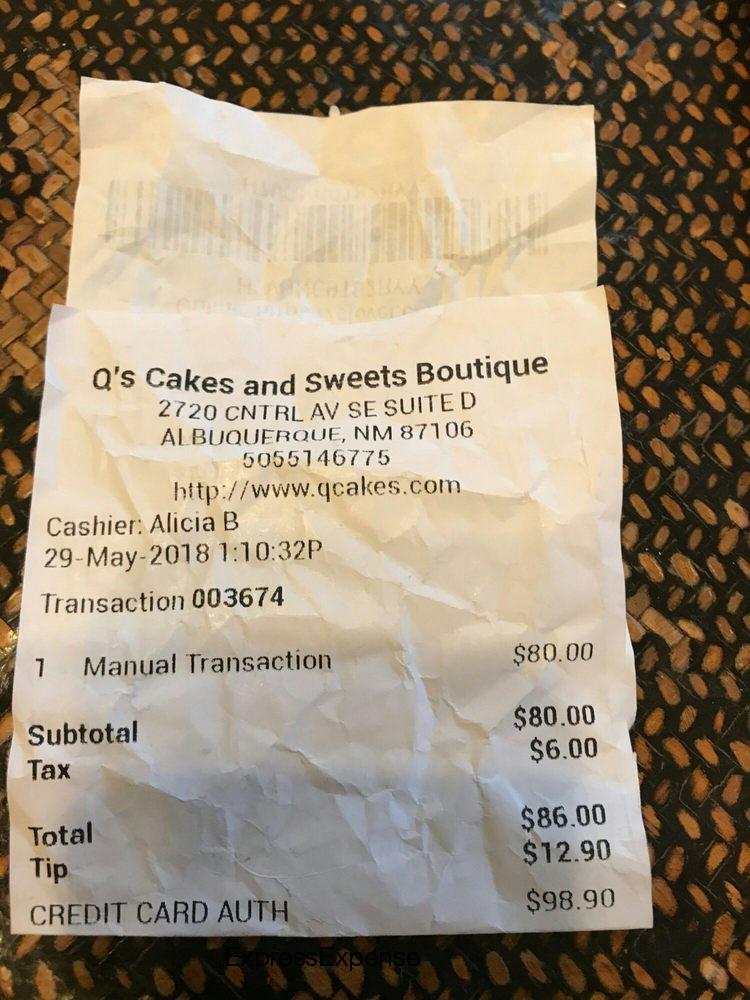 Q's Cakes and Sweets Boutique
2720 CNTRL AV SE SUITE D
ALBUQUERQUE, NM 87106
5055146775
http://www.qcakes.com
Cashier: Alicia B
29-May-2018 1:10:32P
Transaction 003674
1 Manual Transaction $80.00
Subtotal $80.00
Tax $6.00
Total $86.00
Tip $12.90
CREDIT CARD AUTH $98.90
ExpressExpense